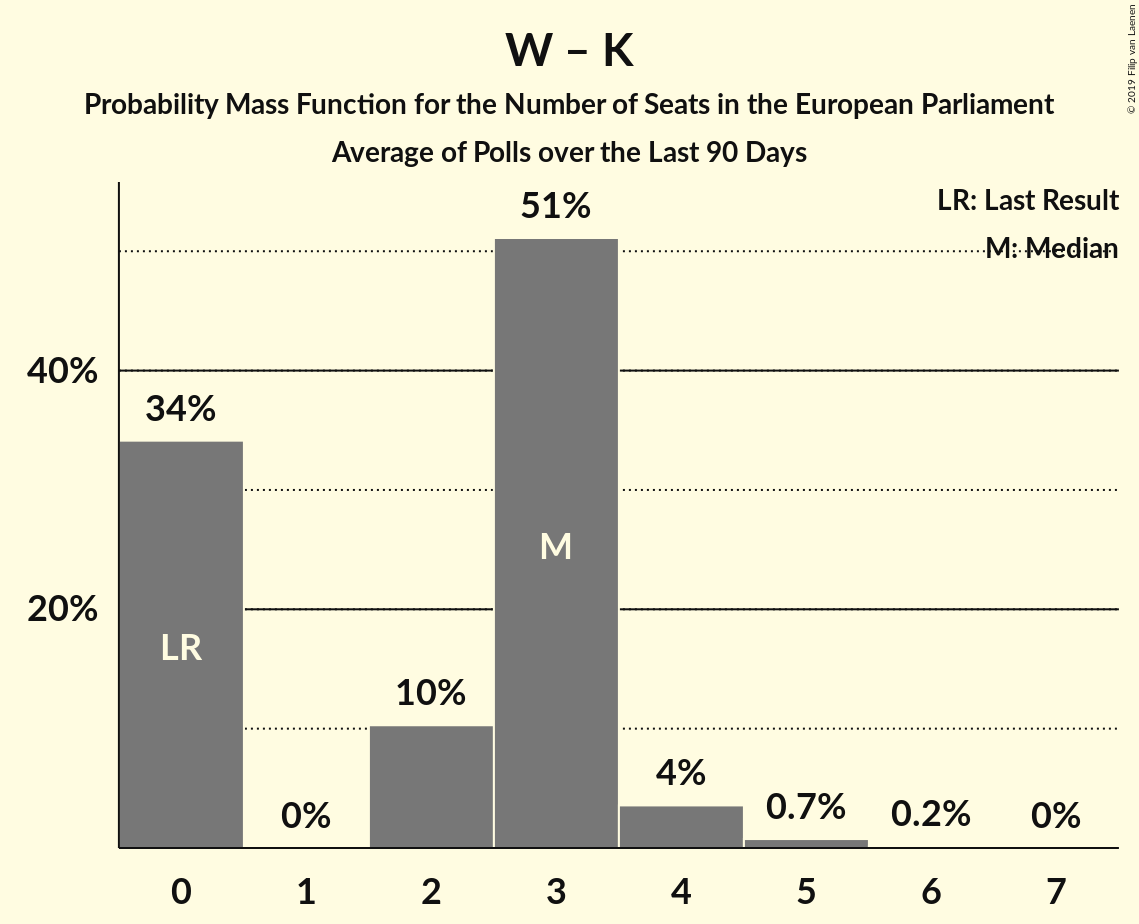 W – K
Probability Mass Function for the Number of Seats in the European Parliament
Average of Polls over the Last 90 Days
© 2019 Filip van Laenen
LR: Last Result
M: Median
51%
40%
34%
M
20%
LR
10%
4%
0.7%
0.2%
0%
0%
0 1 2 3 4 5 6 7